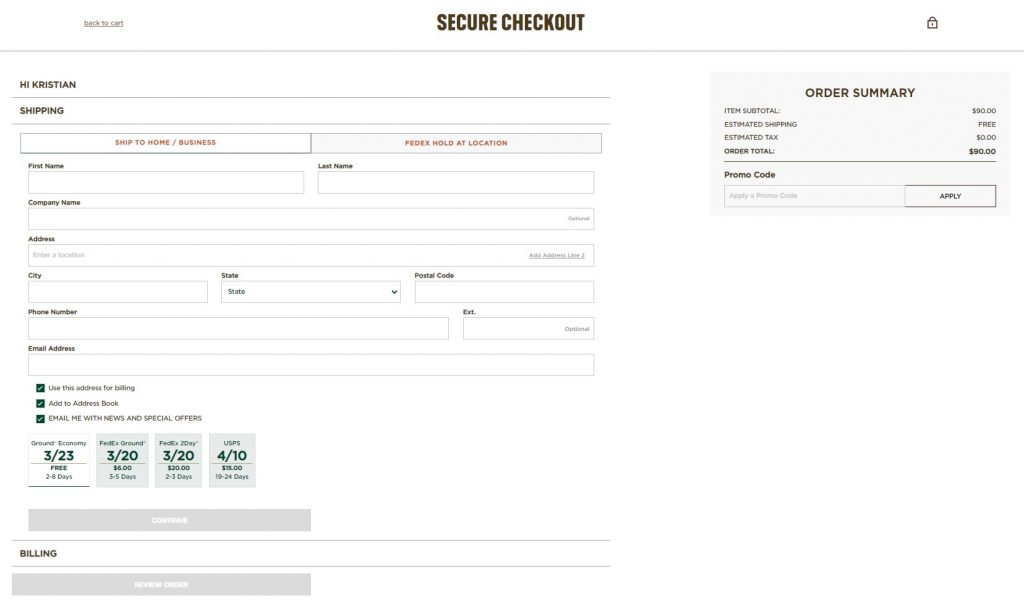 back to cart
SECURE CHECKOUT
HI KRISTIAN
SHIPPING
SHIP TO HOME / BUSINESS
FEDEX HOLD AT LOCATION
First Name
Last Name
Company Name
Optional
Address
Enter a location
Add Address Line 2
City
State
Postal Code
State
Phone Number
Ext.
Optional
Email Address
Use this address for billing
Add to Address Book
EMAIL ME WITH NEWS AND SPECIAL OFFERS
Ground* Economy
3/23
FREE
2-8 Days
FedEx Ground*
3/20
$6.00
3-5 Days
FedEx 2Day*
3/20
$20.00
2-3 Days
USPS
4/10
$15.00
19-24 Days
CONTINUE
BILLING
REVIEW ORDER
ORDER SUMMARY
ITEM SUBTOTAL: $90.00
ESTIMATED SHIPPING FREE
ESTIMATED TAX $0.00
ORDER TOTAL: $90.00
Promo Code
Apply a Promo Code
APPLY